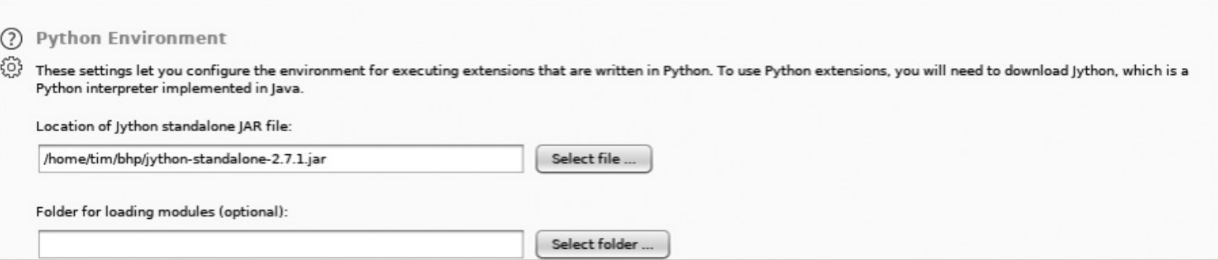 Python Environment
These settings let you configure the environment for executing extensions that are written in Python. To use Python extensions, you will need to download Jython, which is a
Python interpreter implemented in Java.
Location of Jython standalone JAR file:
/home/tim/bhp/jython-standalone-2.7.1.jar
Select file ...
Folder for loading modules (optional):
Select folder ...